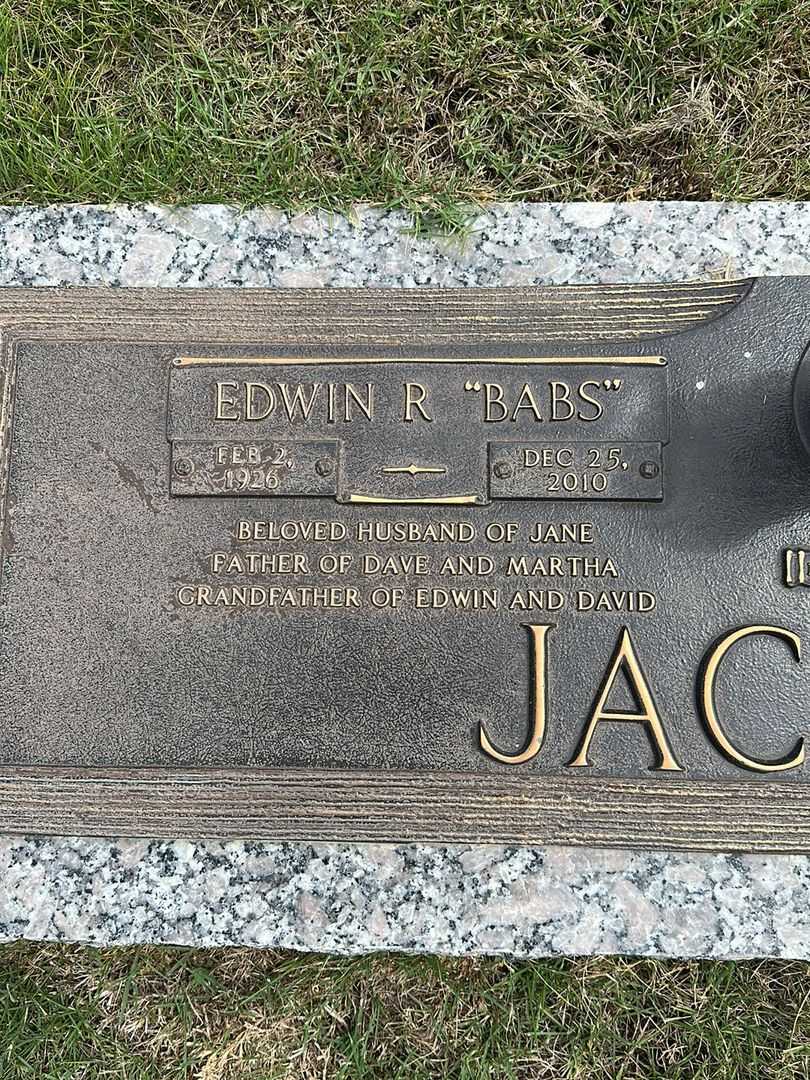 EDWIN R "BABS"
FEB 2,
1926
DEC 25,
2010
BELOVED HUSBAND OF JANE
FATHER OF DAVE AND MARTHA
GRANDFATHER OF EDWIN AND DAVID
JAC